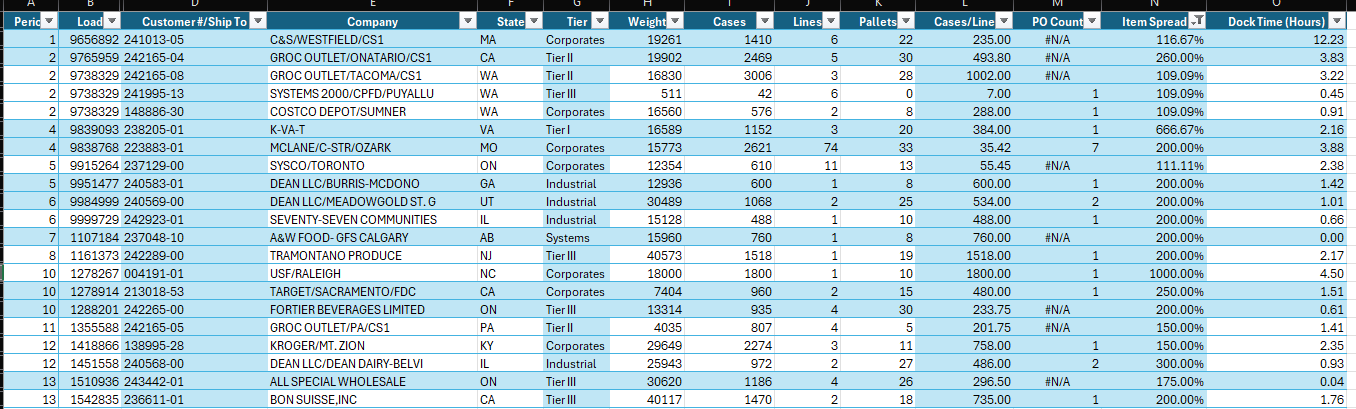 A B D E F G H I J K L M N O
Perio Load Customer #/Ship To Company State Tier Weight Cases Lines Pallets Cases/Line PO Count Item Spread Dock Time (Hours)
1 9656892 241013-05 C&S/WESTFIELD/CS1 MA Corporates 19261 1410 6 22 235.00 #N/A 116.67% 12.23
2 9765959 242165-04 GROC OUTLET/ONATARIO/CS1 CA Tier II 19902 2469 5 30 493.80 #N/A 260.00% 3.83
2 9738329 242165-08 GROC OUTLET/TACOMA/CS1 WA Tier II 16830 3006 3 28 1002.00 #N/A 109.09% 3.22
2 9738329 241995-13 SYSTEMS 2000/CPFD/PUYALLU WA Tier III 511 42 6 0 7.00 1 109.09% 0.45
2 9738329 148886-30 COSTCO DEPOT/SUMNER WA Corporates 16560 576 2 8 288.00 1 109.09% 0.91
4 9839093 238205-01 K-VA-T VA Tier I 16589 1152 3 20 384.00 1 666.67% 2.16
4 9838768 223883-01 MCLANE/C-STR/OZARK MO Corporates 15773 2621 74 33 35.42 7 200.00% 3.88
5 9915264 237129-00 SYSCO/TORONTO ON Corporates 12354 610 11 13 55.45 #N/A 111.11% 2.38
5 9951477 240583-01 DEAN LLC/BURRIS-MCDONO GA Industrial 12936 600 1 8 600.00 1 200.00% 1.42
6 9984999 240569-00 DEAN LLC/MEADOWGOLD ST. G UT Industrial 30489 1068 2 25 534.00 2 200.00% 1.01
6 9999729 242923-01 SEVENTY-SEVEN COMMUNITIES IL Industrial 15128 488 1 10 488.00 1 200.00% 0.66
7 1107184 237048-10 A&W FOOD- GFS CALGARY AB Systems 15960 760 1 8 760.00 #N/A 200.00% 0.00
8 1161373 242289-00 TRAMONTANO PRODUCE NJ Tier III 40573 1518 1 19 1518.00 1 200.00% 2.17
10 1278267 004191-01 USF/RALEIGH NC Corporates 18000 1800 1 10 1800.00 1 1000.00% 4.50
10 1278914 213018-53 TARGET/SACRAMENTO/FDC CA Corporates 7404 960 2 15 480.00 1 250.00% 1.51
10 1288201 242265-00 FORTIER BEVERAGES LIMITED ON Tier III 13314 935 4 30 233.75 #N/A 200.00% 0.61
11 1355588 242165-05 GROC OUTLET/PA/CS1 PA Tier II 4035 807 4 5 201.75 #N/A 150.00% 1.41
12 1418866 138995-28 KROGER/MT. ZION KY Corporates 29649 2274 3 11 758.00 1 150.00% 2.35
12 1451558 240568-00 DEAN LLC/DEAN DAIRY-BELVI IL Industrial 25943 972 2 27 486.00 2 300.00% 0.93
13 1510936 243442-01 ALL SPECIAL WHOLESALE ON Tier III 30620 1186 4 26 296.50 #N/A 175.00% 0.04
13 1542835 236611-01 BON SUISSE,INC CA Tier III 40117 1470 2 18 735.00 1 200.00% 1.76